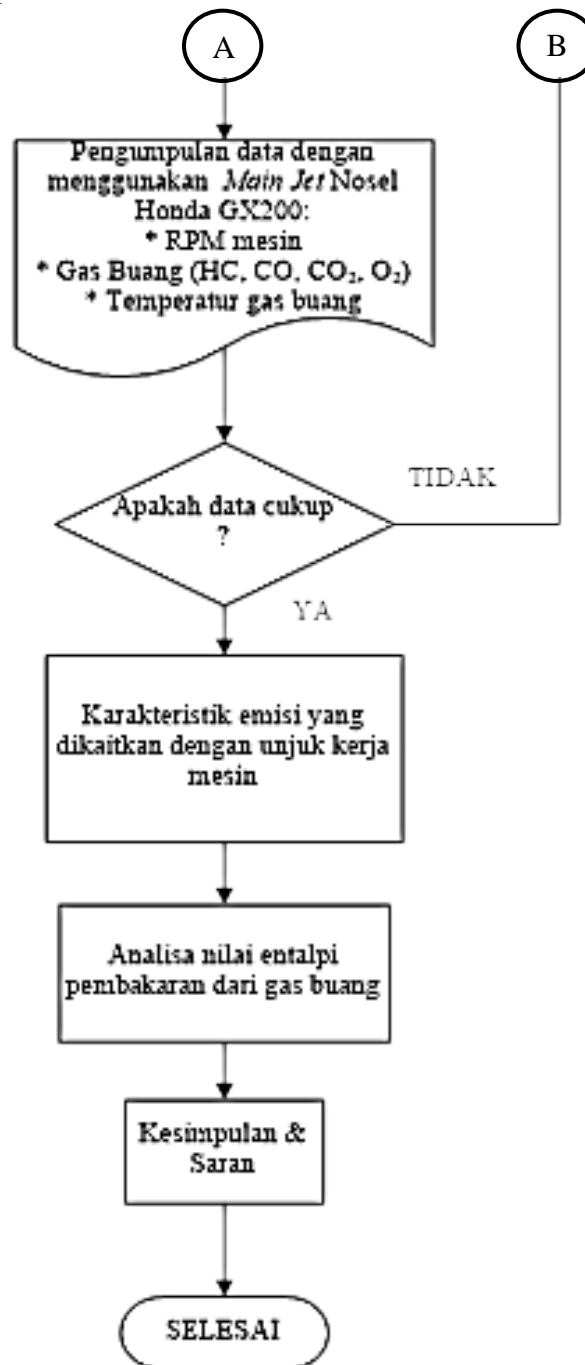 A
B
Pengumpulan data dengan
menggunakan Main Jet Nosel
Honda GX200:
* RPM mesin
* Gas Buang (HC, CO, CO₂, O₂)
* Temperatur gas buang
Apakah data cukup
?
TIDAK
YA
Karakteristik emisi yang
dikaitkan dengan unjuk kerja
mesin
Analisa nilai entalpi
pembakaran dari gas buang
Kesimpulan &
Saran
SELESAI